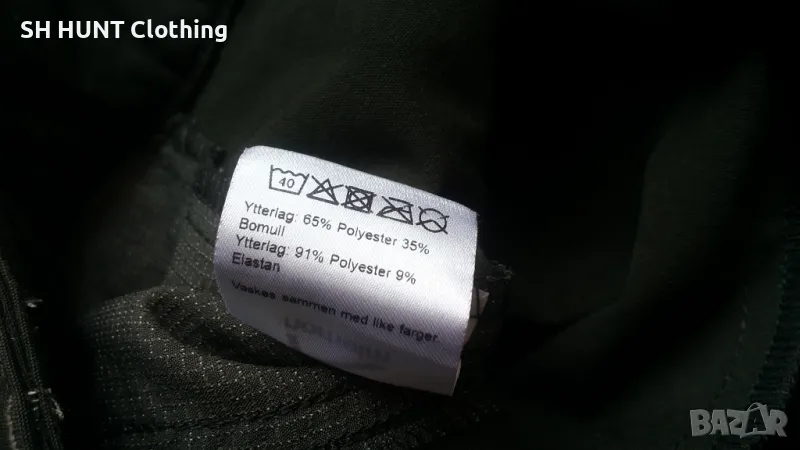 SH HUNT Clothing
40
Ytterlag: 65% Polyester 35%
Bomull
Ytterlag: 91% Polyester 9%
Elastan
Vaskes sammen med like farger.
BAZAR